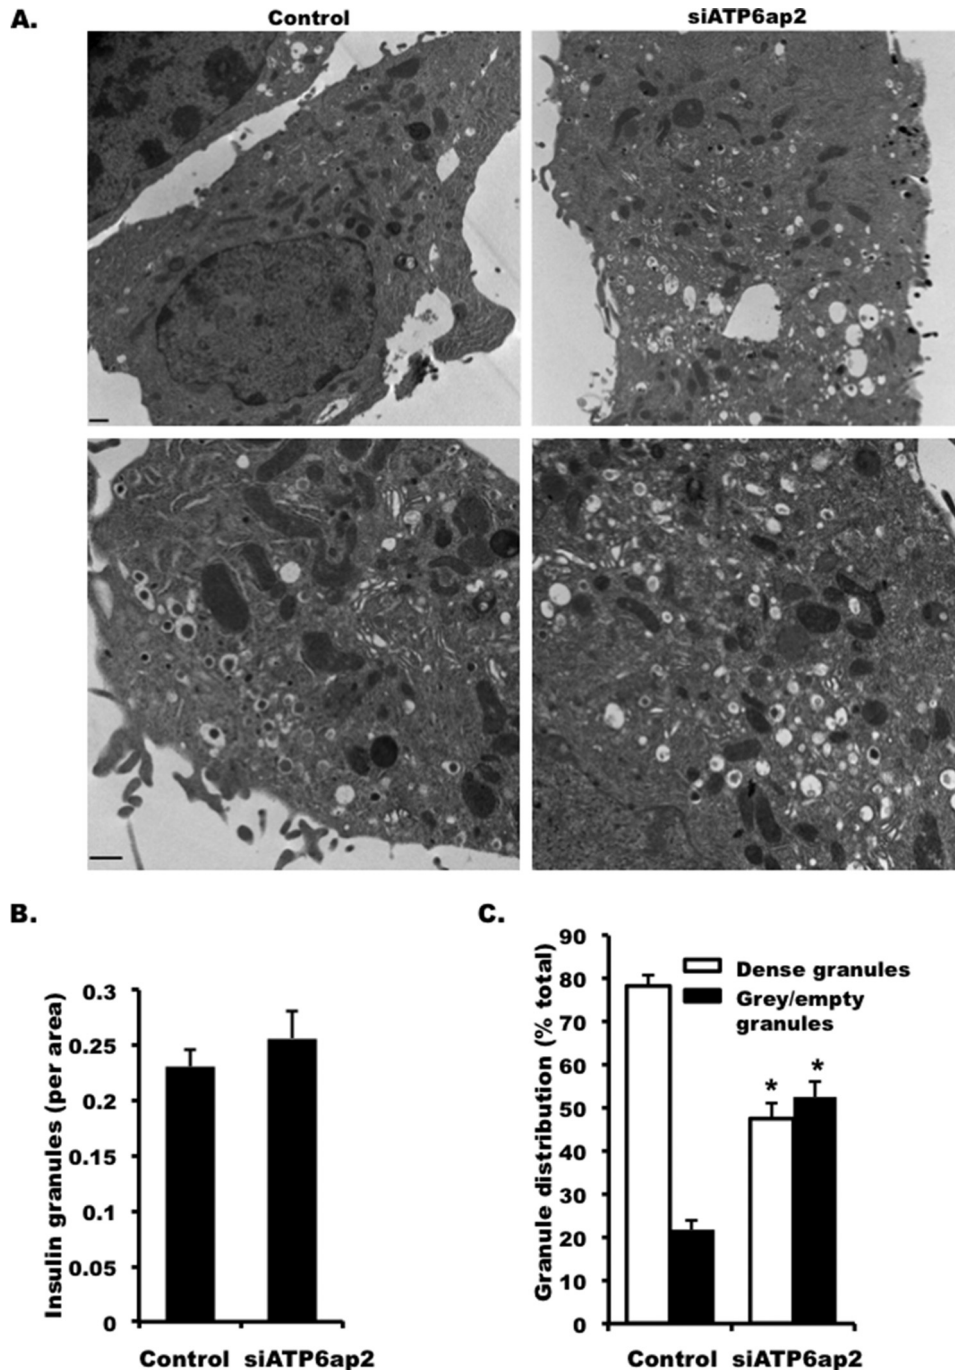 A.
Control
siATP6ap2
B.
Insulin granules (per area)
0.3
0.25
0.2
0.15
0.1
0.05
0
Control
siATP6ap2
C.
Granule distribution (% total)
90
80
70
60
50
40
30
20
10
0
Dense granules
Grey/empty
granules
*
*
Control
siATP6ap2